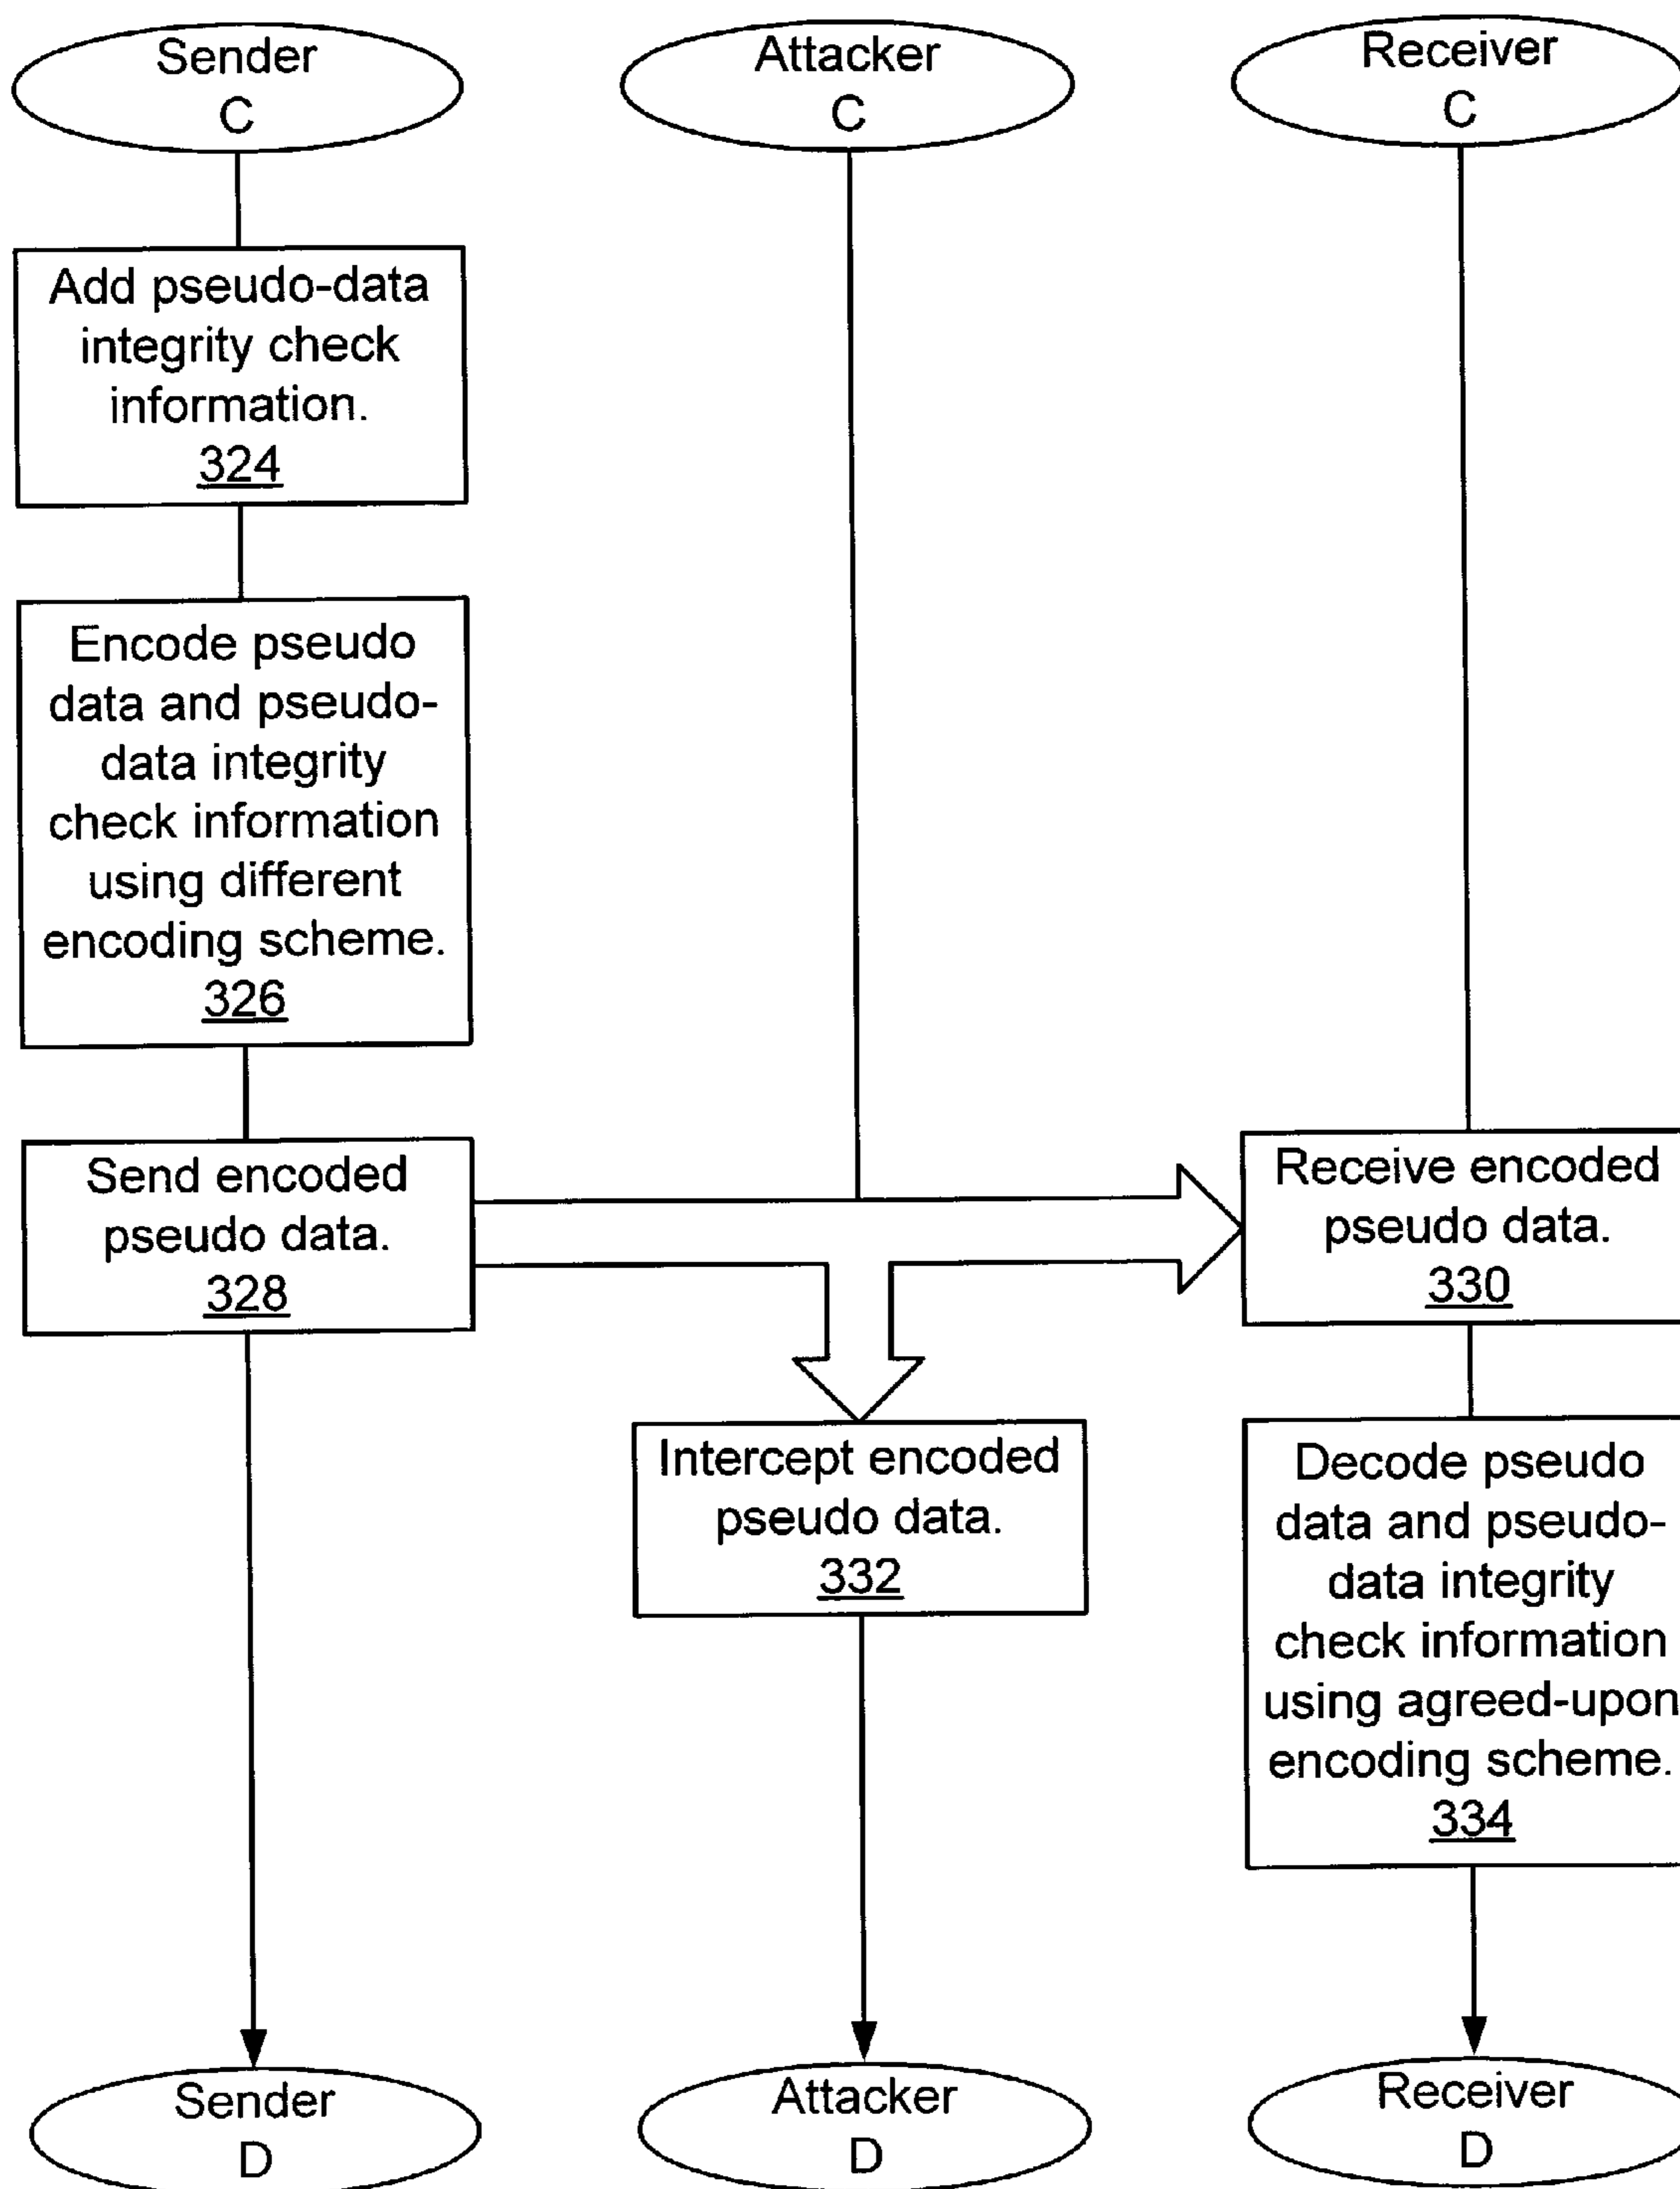 Sender
C
Attacker
C
Receiver
C
Add pseudo-data
integrity check
information.
324
Encode pseudo
data and pseudo-
data integrity
check information
using different
encoding scheme.
326
Send encoded
pseudo data.
328
Receive encoded
pseudo data.
330
Intercept encoded
pseudo data.
332
Decode pseudo
data and pseudo-
data integrity
check information
using agreed-upon
encoding scheme.
334
Sender
D
Attacker
D
Receiver
D